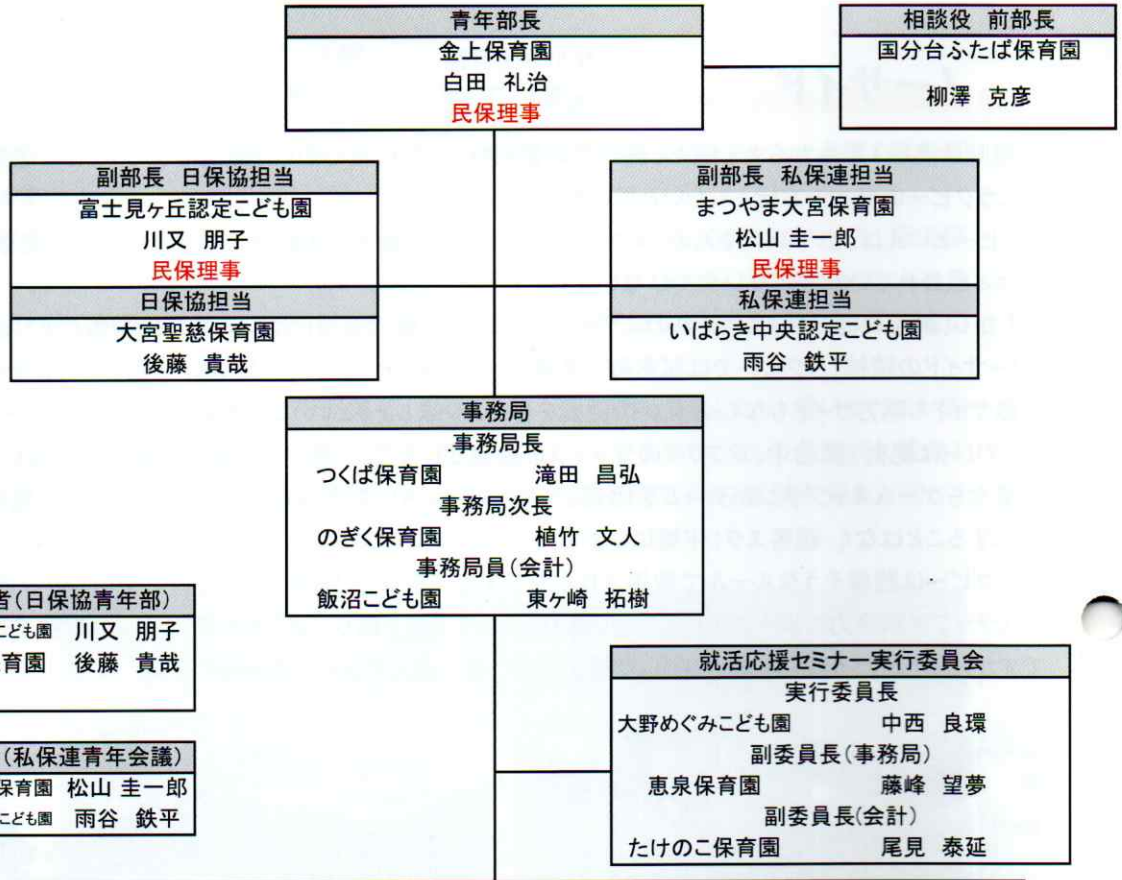 青年部長
金上保育園
白田 礼治
民保理事
相談役 前部長
国分台ふたば保育園
柳澤 克彦
副部長 日保協担当
富士見ヶ丘認定こども園
川又 朋子
民保理事
日保協担当
大宮聖慈保育園
後藤 貴哉
副部長 私保連担当
まつやま大宮保育園
松山 圭一郎
民保理事
私保連担当
いばらき中央認定こども園
雨谷 鉄平
事務局
事務局長
つくば保育園 滝田 昌弘
事務局次長
のぎく保育園 植竹 文人
事務局員(会計)
飯沼こども園 東ヶ崎 拓樹
者(日保協青年部)
こども園 川又 朋子
育園 後藤 貴哉
(私保連青年会議)
保育園 松山 圭一郎
こども園 雨谷 鉄平
就活応援セミナー実行委員会
実行委員長
大野めぐみこども園 中西 良環
副委員長(事務局)
恵泉保育園 藤峰 望夢
副委員長(会計)
たけのこ保育園 尾見 泰延